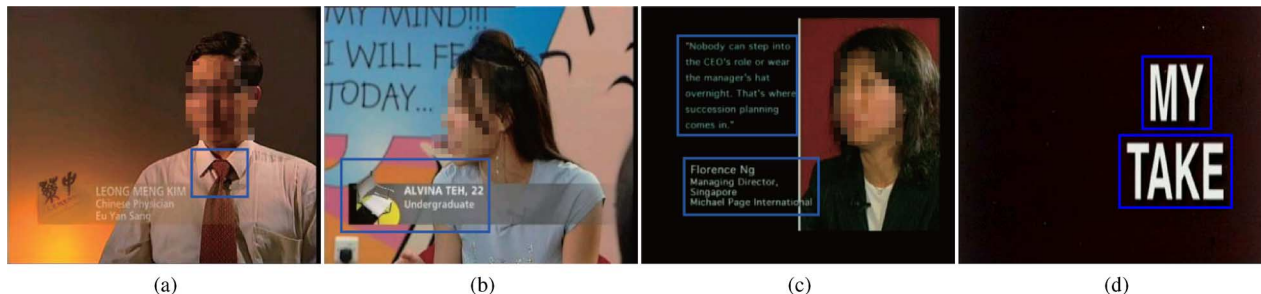 LEONG MENG KIM
Chinese Physician
Eu Yan Sang
(a)
MY MIND!!!
I WILL FE
TODAY...
ALVINA TEH, 22
Undergraduate
(b)
"Nobody can step into
the CEO's role or wear
the manager's hat
overnight. That's where
succession planning
comes in."
Florence Ng
Managing Director,
Singapore
Michael Page International
(c)
MY
TAKE
(d)